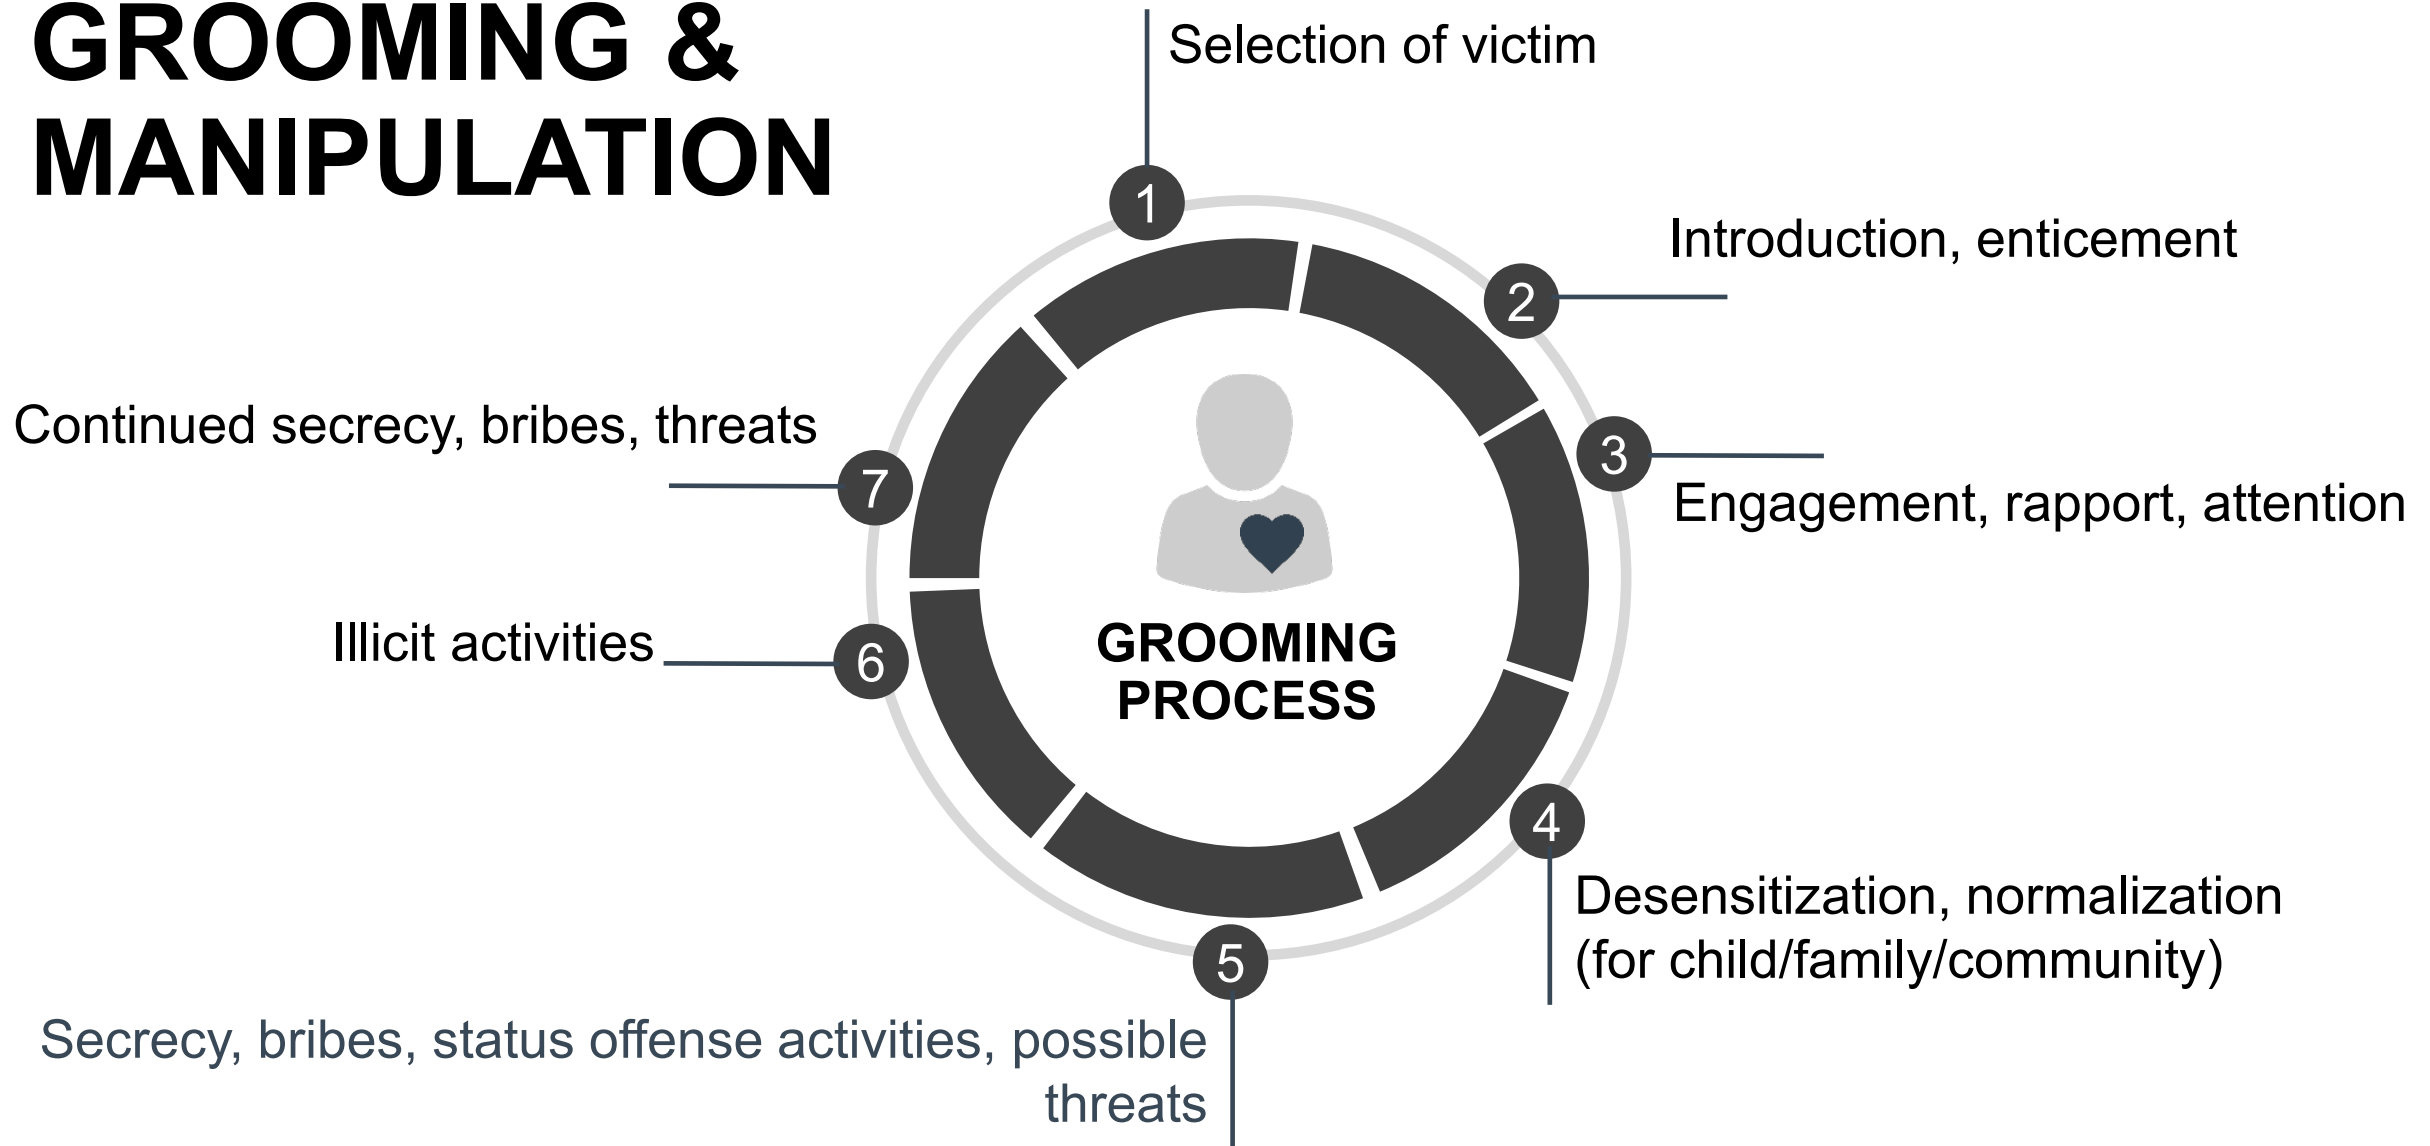 GROOMING &
MANIPULATION
1
Selection of victim
2
Introduction, enticement
3
Engagement, rapport, attention
4
Desensitization, normalization
(for child/family/community)
5
Secrecy, bribes, status offense activities, possible
threats
6
Illicit activities
7
Continued secrecy, bribes, threats
GROOMING
PROCESS